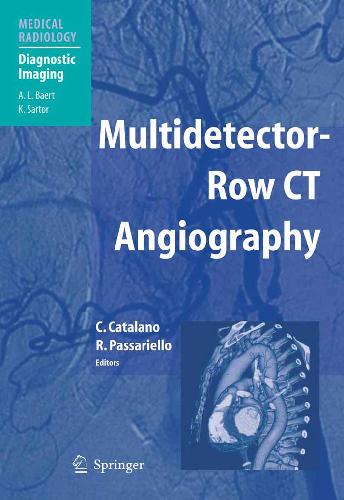 MEDICAL
RADIOLOGY
Diagnostic
Imaging
A. L. Baert
K. Sartor
Multidetector-
Row CT
Angiography
C. Catalano
R. Passariello
Editors
Springer